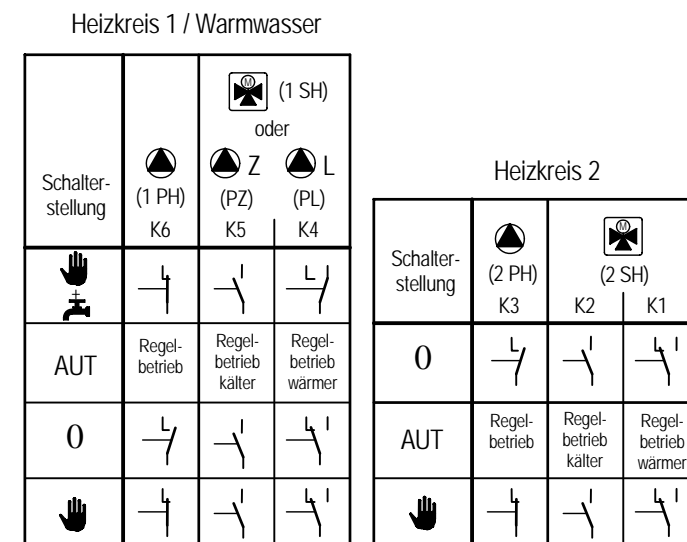 Heizkreis 1 / Warmwasser
M
(1 SH)
oder
Z
L
Schalter-
stellung
(1 PH)
(PZ)
(PL)
K6
K5
K4
+
AUT
Regel-
betrieb
Regel-
betrieb
kälter
Regel-
betrieb
wärmer
0
Heizkreis 2
Schalter-
stellung
M
(2 PH)
(2 SH)
K3
K2
K1
0
AUT
Regel-
betrieb
Regel-
betrieb
kälter
Regel-
betrieb
wärmer